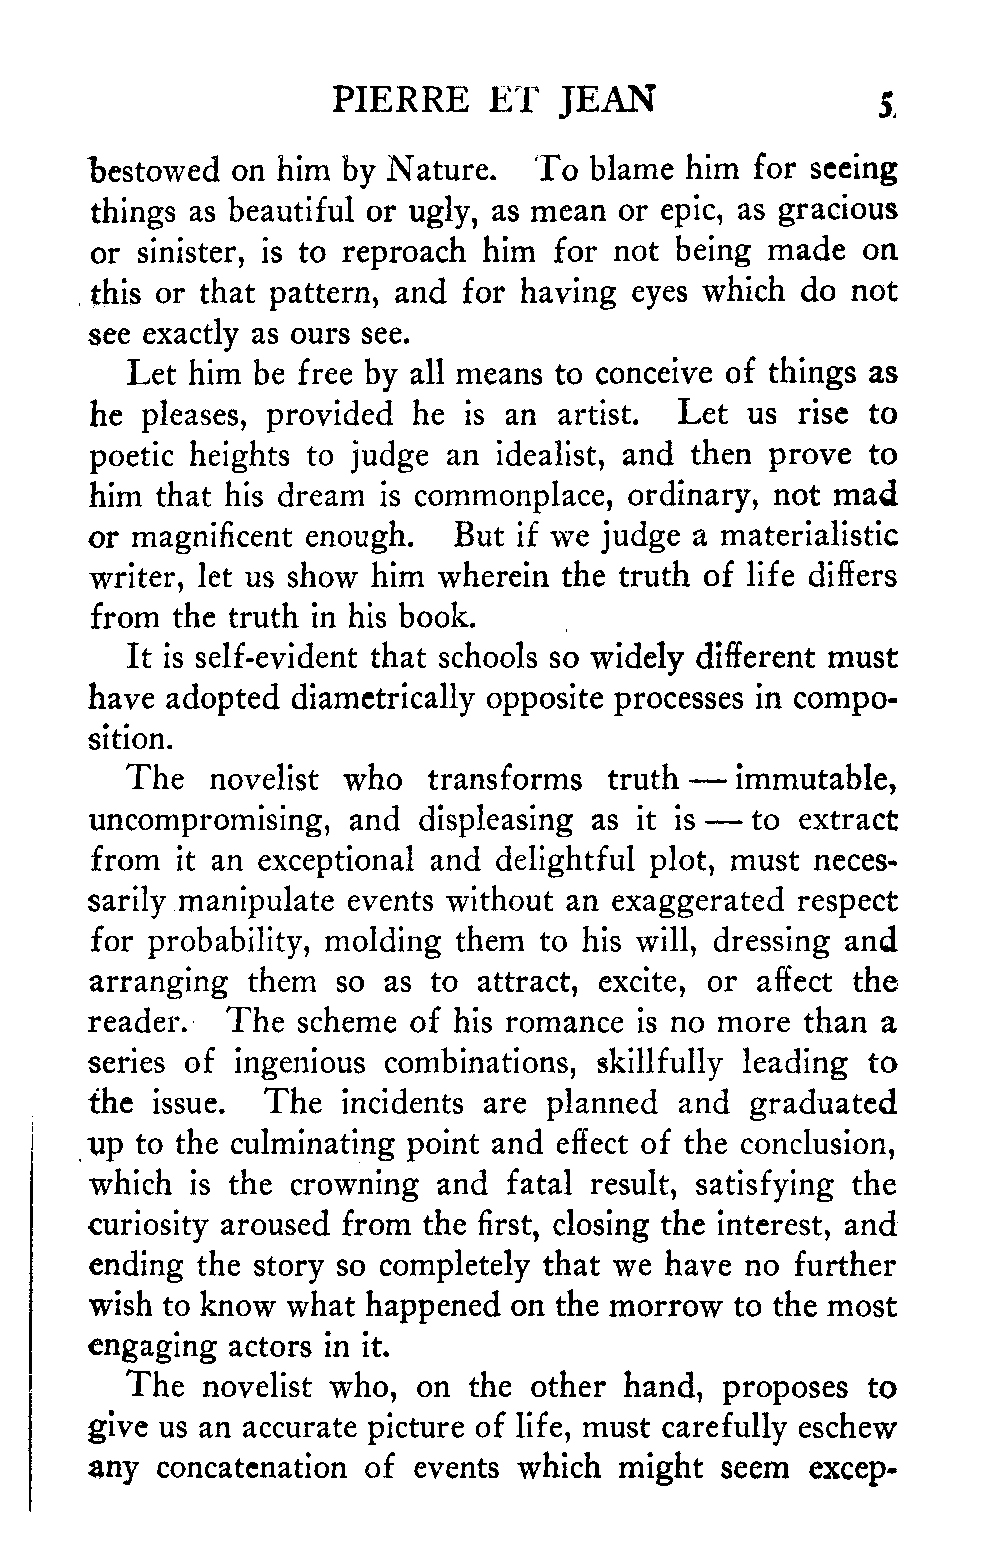 PIERRE ET JEAN 5
bestowed on him by Nature. To blame him for seeing
things as beautiful or ugly, as mean or epic, as gracious
or sinister, is to reproach him for not being made on
this or that pattern, and for having eyes which do not
see exactly as ours see.
Let him be free by all means to conceive of things as
he pleases, provided he is an artist. Let us rise to
poetic heights to judge an idealist, and then prove to
him that his dream is commonplace, ordinary, not mad
or magnificent enough. But if we judge a materialistic
writer, let us show him wherein the truth of life differs
from the truth in his book.
It is self-evident that schools so widely different must
have adopted diametrically opposite processes in compo-
sition.
The novelist who transforms truth — immutable,
uncompromising, and displeasing as it is — to extract
from it an exceptional and delightful plot, must neces-
sarily manipulate events without an exaggerated respect
for probability, molding them to his will, dressing and
arranging them so as to attract, excite, or affect the
reader. The scheme of his romance is no more than a
series of ingenious combinations, skillfully leading to
the issue. The incidents are planned and graduated
up to the culminating point and effect of the conclusion,
which is the crowning and fatal result, satisfying the
curiosity aroused from the first, closing the interest, and
ending the story so completely that we have no further
wish to know what happened on the morrow to the most
engaging actors in it.
The novelist who, on the other hand, proposes to
give us an accurate picture of life, must carefully eschew
any concatenation of events which might seem excep-